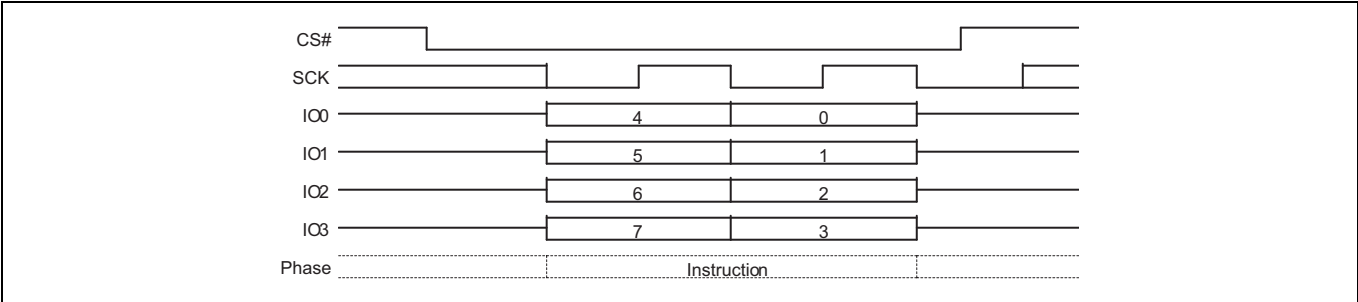 CS#
SCK
IO0 4 0
IO1 5 1
IO2 6 2
IO3 7 3
Phase Instruction